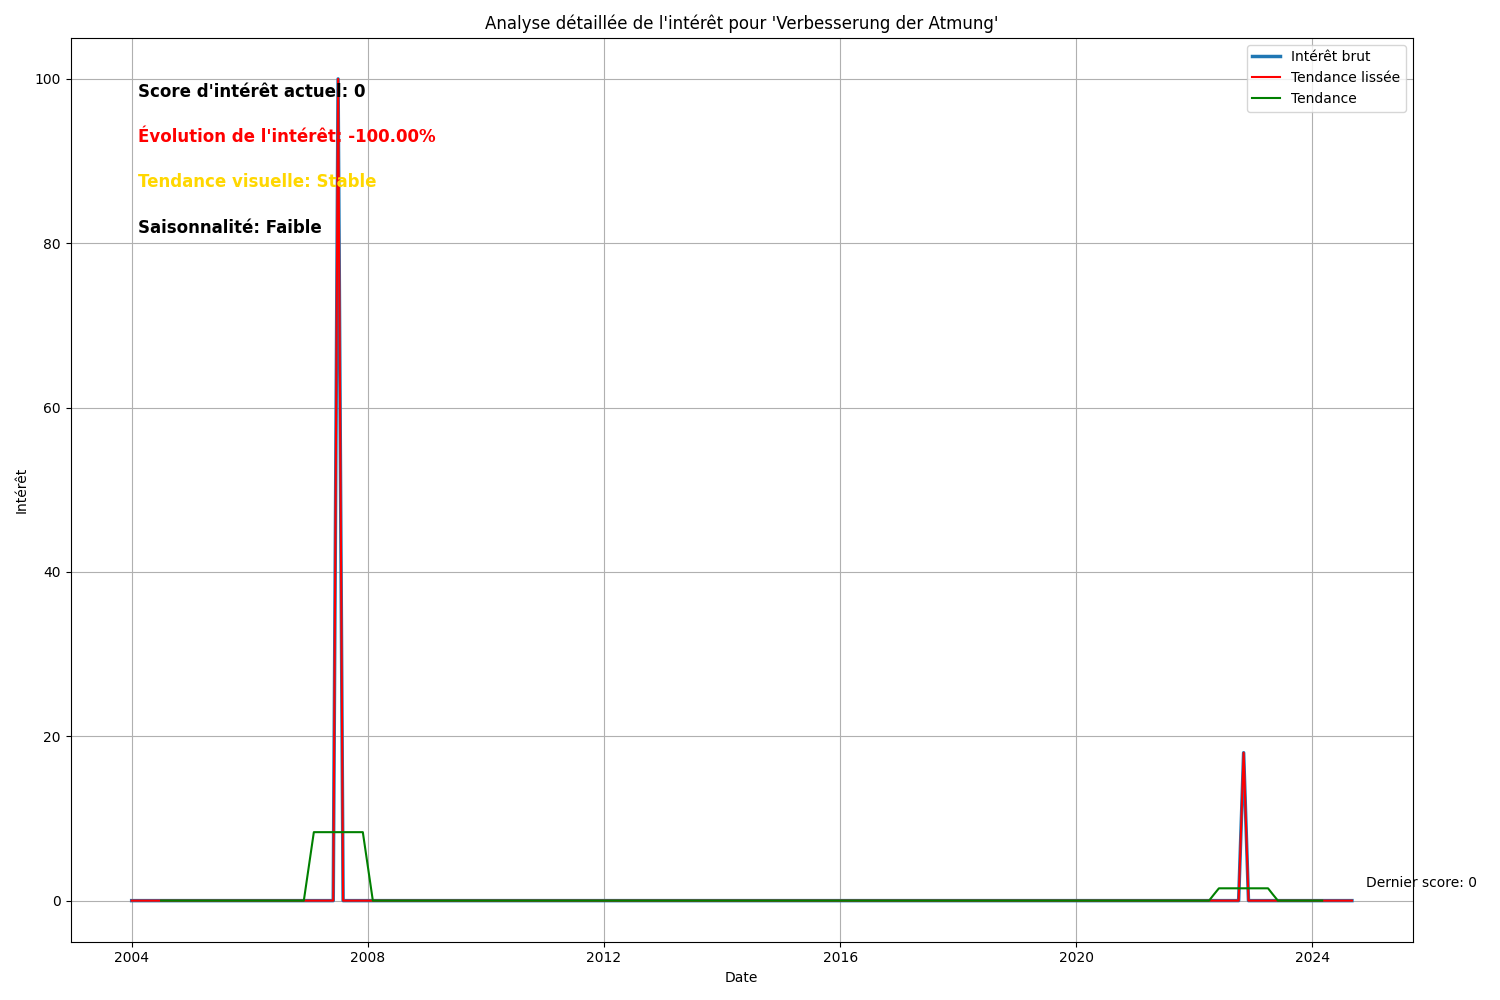 Analyse détaillée de l'intérêt pour 'Verbesserung der Atmung'
Intérêt brut
Tendance lissée
Tendance
Score d'intérêt actuel: 0
Évolution de l'intérêt: -100.00%
Tendance visuelle: Stable
Saisonnalité: Faible
100
80
60
40
20
0
Intérêt
Dernier score: 0
2004
2008
2012
2016
2020
2024
Date